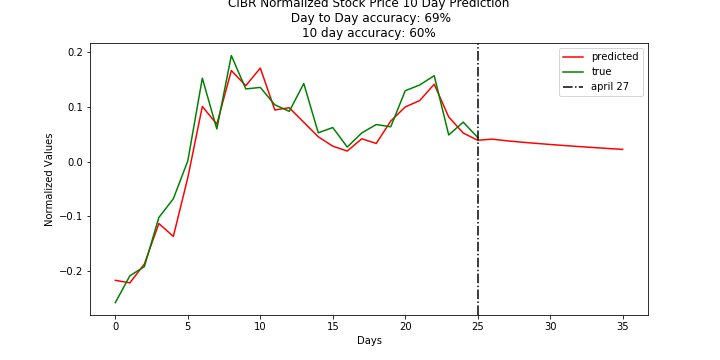 CIBR Normalized Stock Price 10 Day Prediction
Day to Day accuracy: 69%
10 day accuracy: 60%
predicted
true
april 27
Normalized Values
0.2
0.1
0.0
−0.1
−0.2
0 5 10 15 20 25 30 35
Days